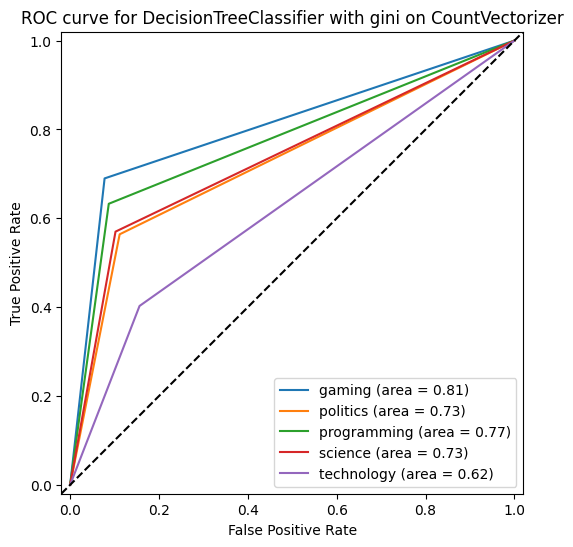 ROC curve for DecisionTreeClassifier with gini on CountVectorizer
1.0
0.8
0.6
0.4
0.2
0.0
True Positive Rate
gaming (area = 0.81)
politics (area = 0.73)
programming (area = 0.77)
science (area = 0.73)
technology (area = 0.62)
0.0 0.2 0.4 0.6 0.8 1.0
False Positive Rate